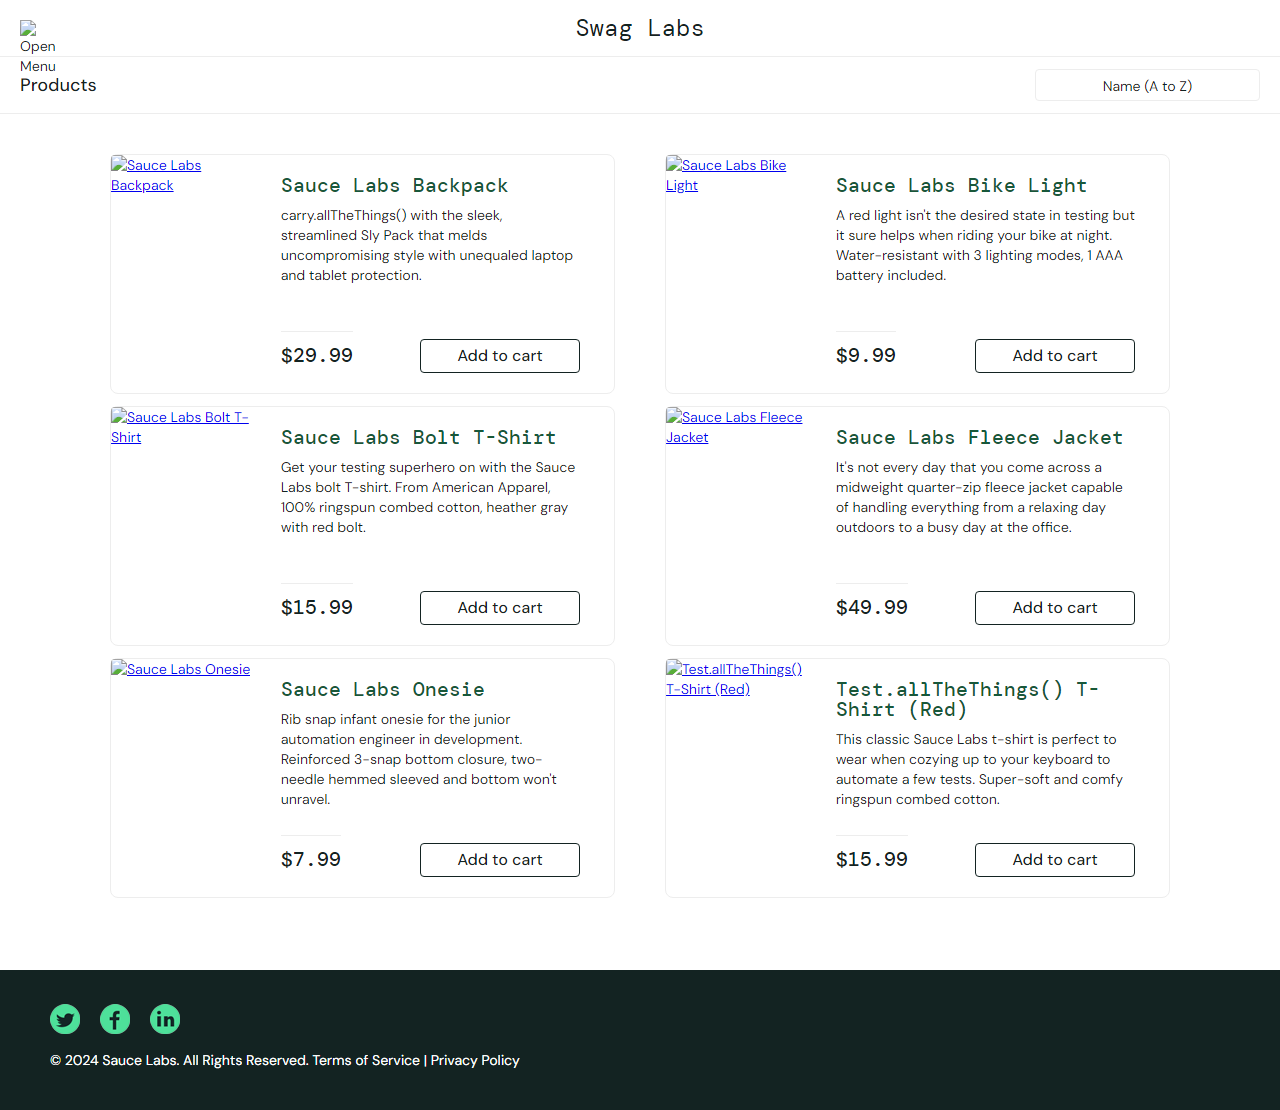 Swag Labs
Open
Menu
Products
Name (A to Z)
Sauce Labs
Backpack
Sauce Labs Backpack
carry.allTheThings() with the sleek,
streamlined Sly Pack that melds
uncompromising style with unequaled laptop
and tablet protection.
$29.99
Add to cart
Sauce Labs Bike
Light
Sauce Labs Bike Light
A red light isn't the desired state in testing but
it sure helps when riding your bike at night.
Water-resistant with 3 lighting modes, 1 AAA
battery included.
$9.99
Add to cart
Sauce Labs Bolt T-
Shirt
Sauce Labs Bolt T-Shirt
Get your testing superhero on with the Sauce
Labs bolt T-shirt. From American Apparel,
100% ringspun combed cotton, heather gray
with red bolt.
$15.99
Add to cart
Sauce Labs Fleece
Jacket
Sauce Labs Fleece Jacket
It's not every day that you come across a
midweight quarter-zip fleece jacket capable
of handling everything from a relaxing day
outdoors to a busy day at the office.
$49.99
Add to cart
Sauce Labs Onesie
Sauce Labs Onesie
Rib snap infant onesie for the junior
automation engineer in development.
Reinforced 3-snap bottom closure, two-
needle hemmed sleeved and bottom won't
unravel.
$7.99
Add to cart
Test.allTheThings()
T-Shirt (Red)
Test.allTheThings() T-
Shirt (Red)
This classic Sauce Labs t-shirt is perfect to
wear when cozying up to your keyboard to
automate a few tests. Super-soft and comfy
ringspun combed cotton.
$15.99
Add to cart
© 2024 Sauce Labs. All Rights Reserved. Terms of Service | Privacy Policy